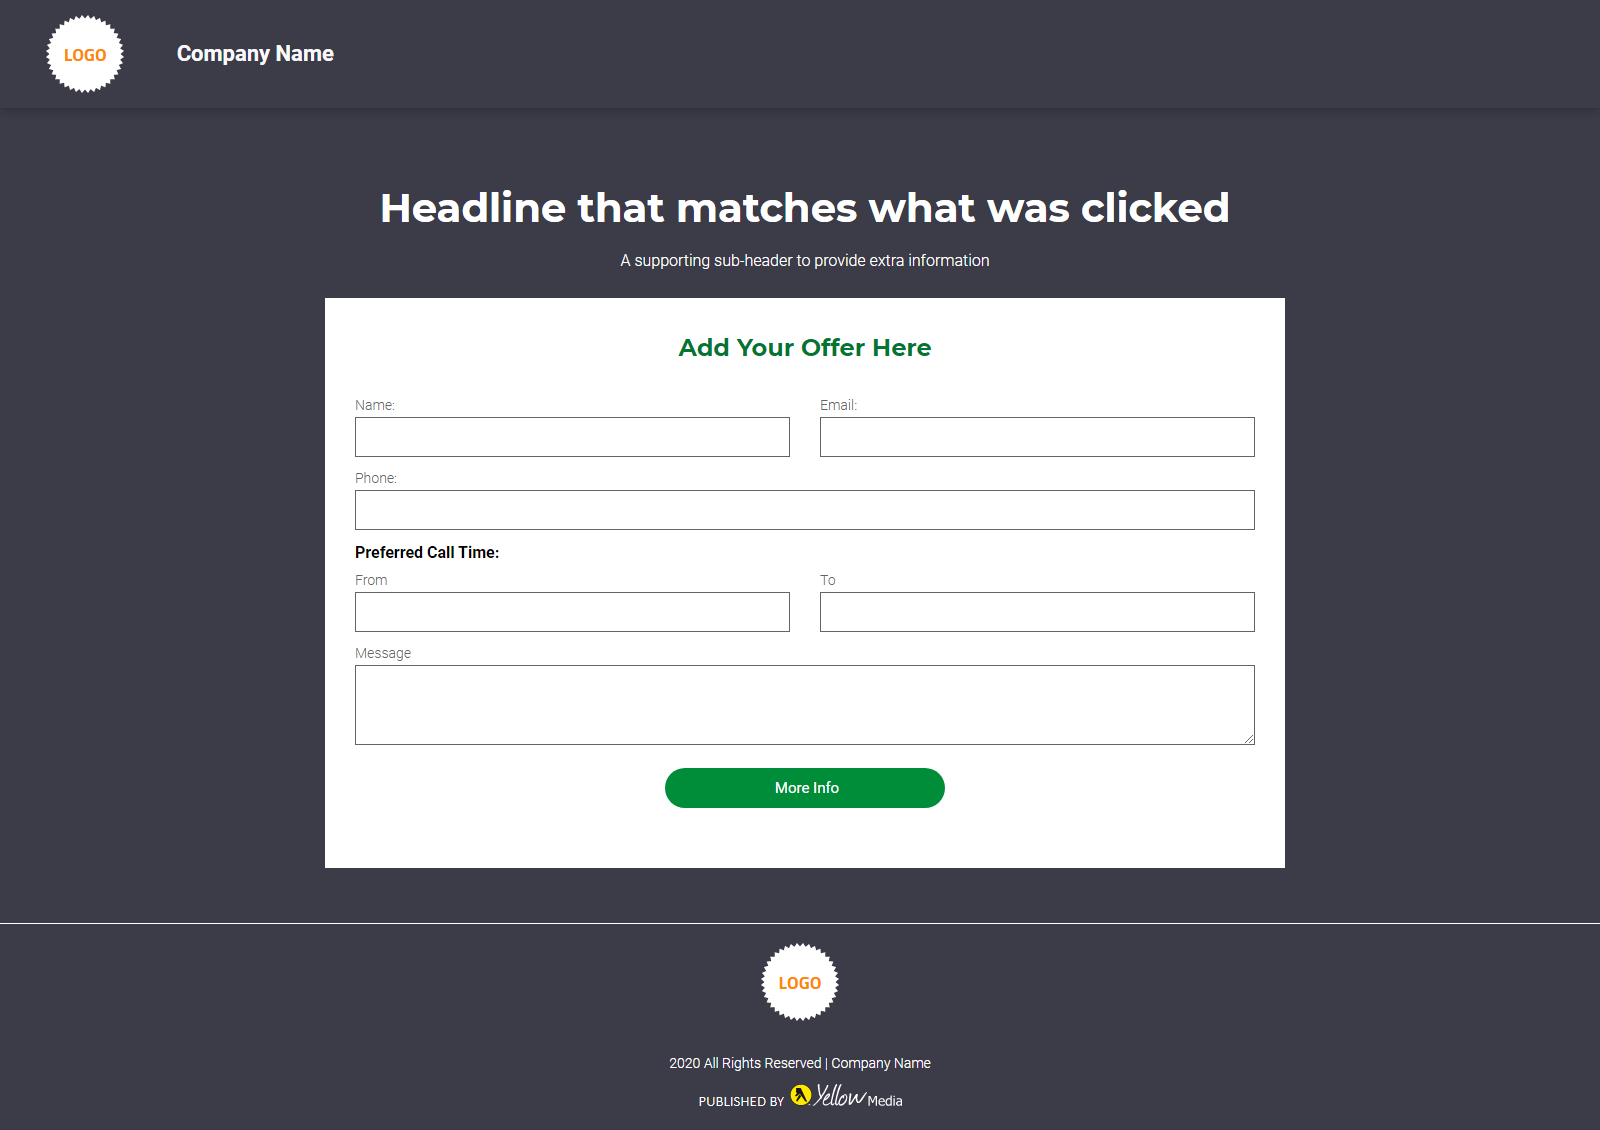 LOGO
Company Name
Headline that matches what was clicked
A supporting sub-header to provide extra information
Add Your Offer Here
Name:
Email:
Phone:
Preferred Call Time:
From
To
Message
More Info
LOGO
2020 All Rights Reserved | Company Name
PUBLISHED BY Yellow Media